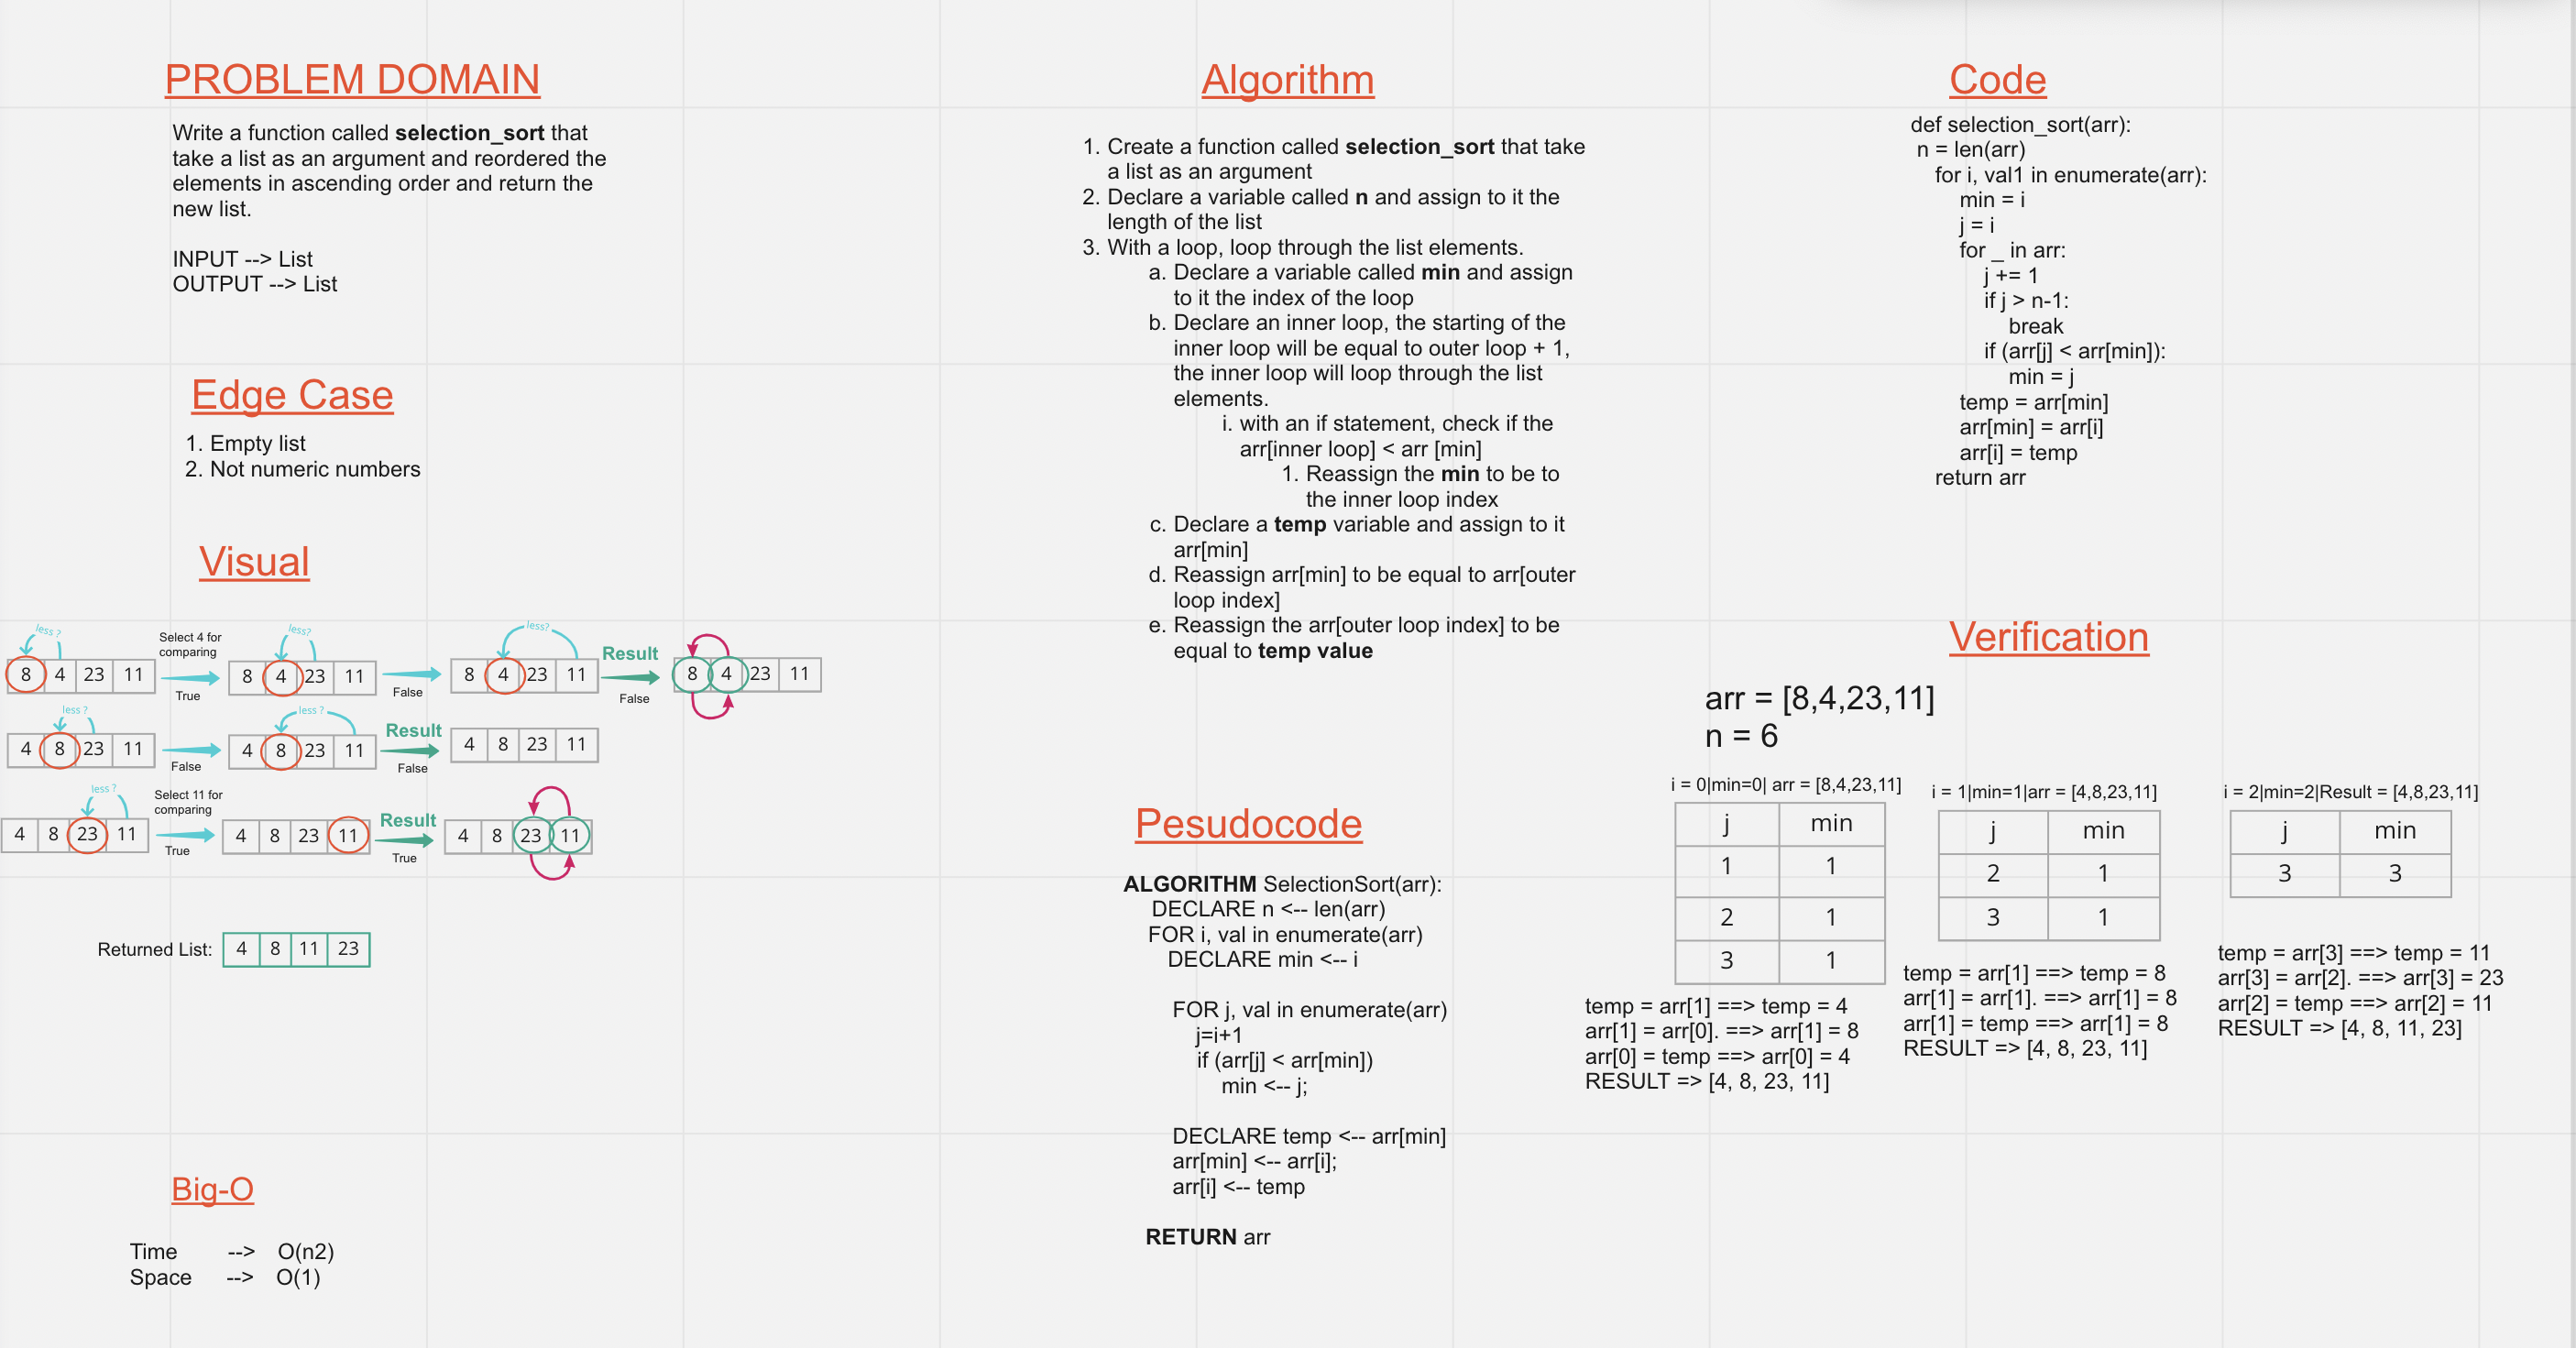 PROBLEM DOMAIN
Write a function called selection_sort that
take a list as an argument and reordered the
elements in ascending order and return the
new list.
INPUT --> List
OUTPUT --> List
Edge Case
1. Empty list
2. Not numeric numbers
Visual
less ?
8 4 23 11
Select 4 for
comparing
True
less?
8 4 23 11
False
less?
8 4 23 11
Result
False
8 4 23 11
less ?
4 8 23 11
False
less ?
4 8 23 11
Result
False
4 8 23 11
less ?
4 8 23 11
Select 11 for
comparing
True
4 8 23 11
Result
True
4 8 23 11
Returned List: 4 8 11 23
Big-O
Time --> O(n2)
Space --> O(1)
Algorithm
1. Create a function called selection_sort that take
a list as an argument
2. Declare a variable called n and assign to it the
length of the list
3. With a loop, loop through the list elements.
a. Declare a variable called min and assign
to it the index of the loop
b. Declare an inner loop, the starting of the
inner loop will be equal to outer loop + 1,
the inner loop will loop through the list
elements.
i. with an if statement, check if the
arr[inner loop] < arr [min]
1. Reassign the min to be to
the inner loop index
c. Declare a temp variable and assign to it
arr[min]
d. Reassign arr[min] to be equal to arr[outer
loop index]
e. Reassign the arr[outer loop index] to be
equal to temp value
Pesudocode
ALGORITHM SelectionSort(arr):
DECLARE n <-- len(arr)
FOR i, val in enumerate(arr)
DECLARE min <-- i
FOR j, val in enumerate(arr)
j=i+1
if (arr[j] < arr[min])
min <-- j;
DECLARE temp <-- arr[min]
arr[min] <-- arr[i];
arr[i] <-- temp
RETURN arr
Code
def selection_sort(arr):
n = len(arr)
for i, val1 in enumerate(arr):
min = i
j = i
for _ in arr:
j += 1
if j > n-1:
break
if (arr[j] < arr[min]):
min = j
temp = arr[min]
arr[min] = arr[i]
arr[i] = temp
return arr
Verification
arr = [8,4,23,11]
n = 6
i = 0|min=0| arr = [8,4,23,11]
j min
1 1
2 1
3 1
temp = arr[1] ==> temp = 4
arr[1] = arr[0]. ==> arr[1] = 8
arr[0] = temp ==> arr[0] = 4
RESULT => [4, 8, 23, 11]
i = 1|min=1|arr = [4,8,23,11]
j min
2 1
3 1
temp = arr[1] ==> temp = 8
arr[1] = arr[1]. ==> arr[1] = 8
arr[1] = temp ==> arr[1] = 8
RESULT => [4, 8, 23, 11]
i = 2|min=2|Result = [4,8,23,11]
j min
3 3
temp = arr[3] ==> temp = 11
arr[3] = arr[2]. ==> arr[3] = 23
arr[2] = temp ==> arr[2] = 11
RESULT => [4, 8, 11, 23]